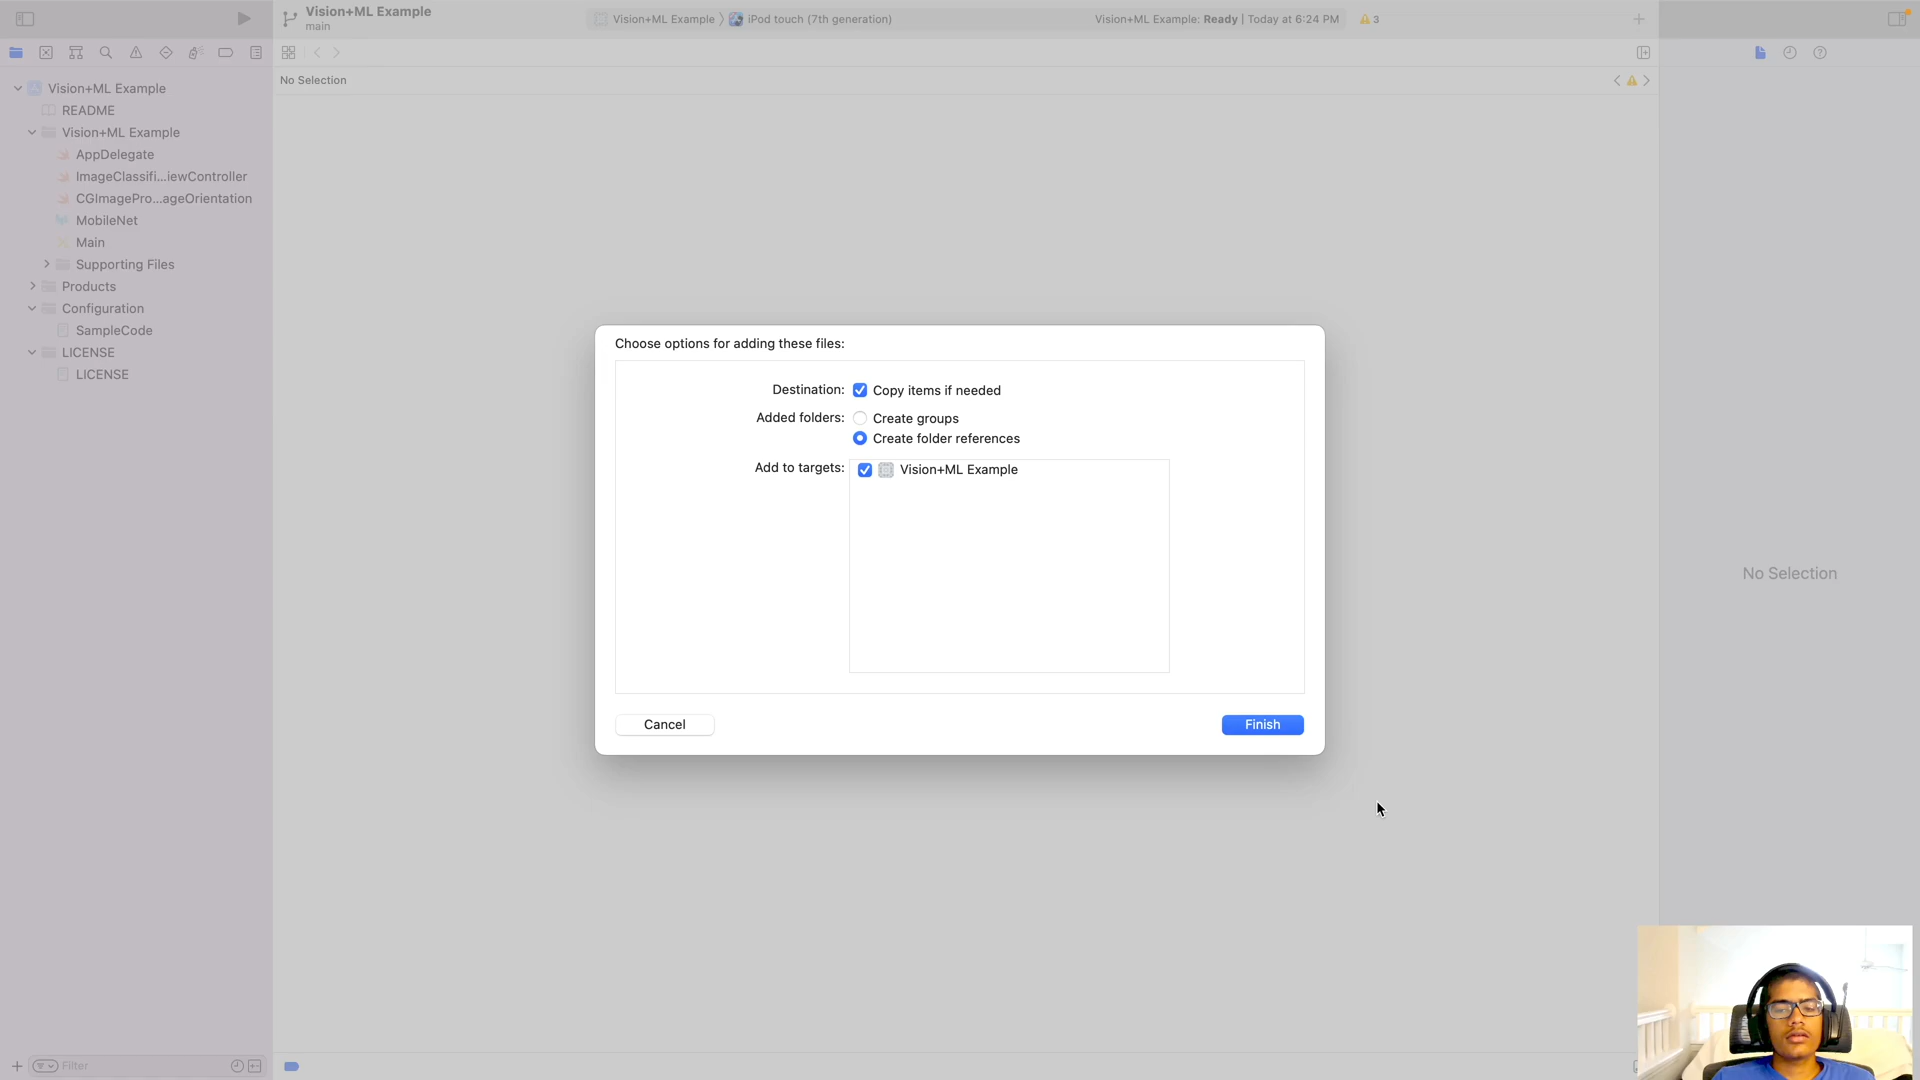 Vision+ML Example
main
Vision+ML Example
iPod touch (7th generation)
Vision+ML Example: Ready | Today at 6:24 PM
3
No Selection
Vision+ML Example
README
Vision+ML Example
AppDelegate
ImageClassifi...iewController
CGImagePro...ageOrientation
MobileNet
Main
Supporting Files
Products
Configuration
SampleCode
LICENSE
LICENSE
Choose options for adding these files:
Destination: Copy items if needed
Added folders: Create groups
Create folder references
Add to targets: Vision+ML Example
Cancel
Finish
No Selection
Filter